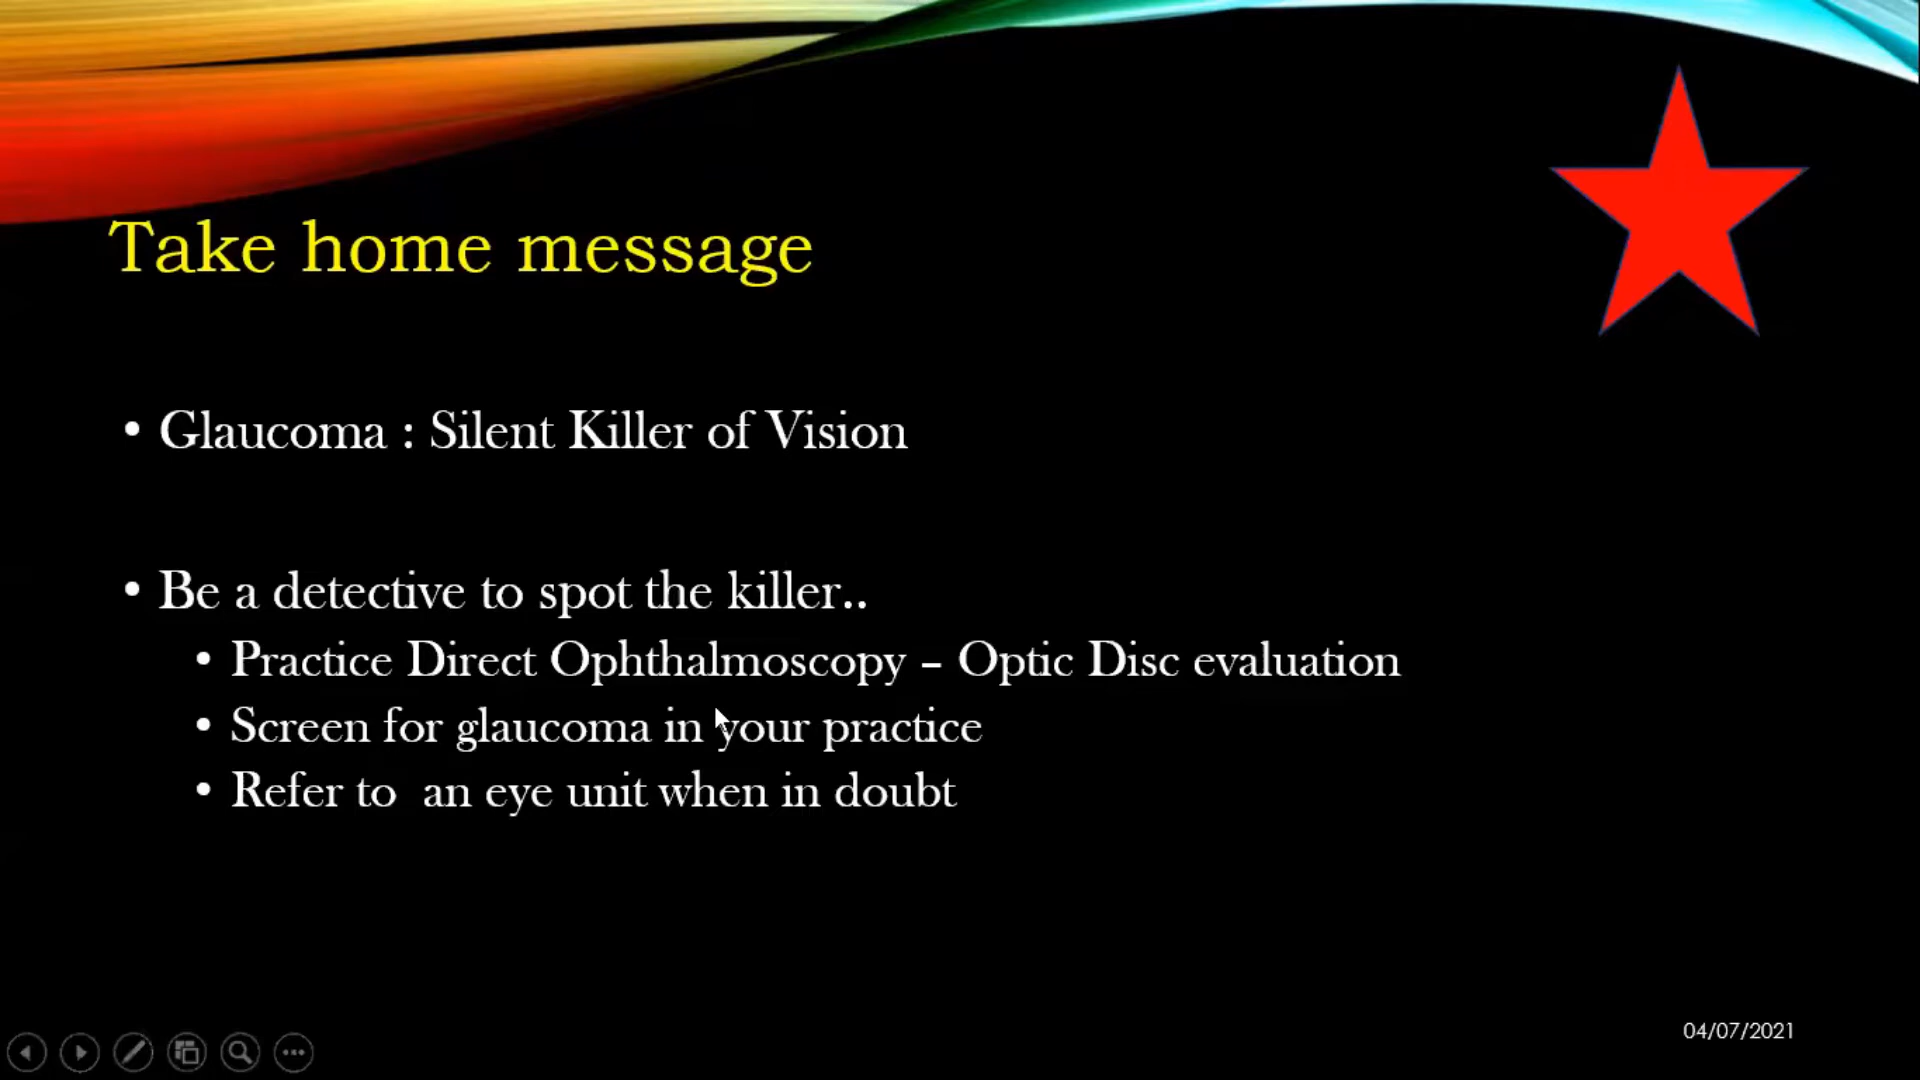 Take home message
• Glaucoma : Silent Killer of Vision
• Be a detective to spot the killer..
• Practice Direct Ophthalmoscopy – Optic Disc evaluation
• Screen for glaucoma in your practice
• Refer to  an eye unit when in doubt
04/07/2021